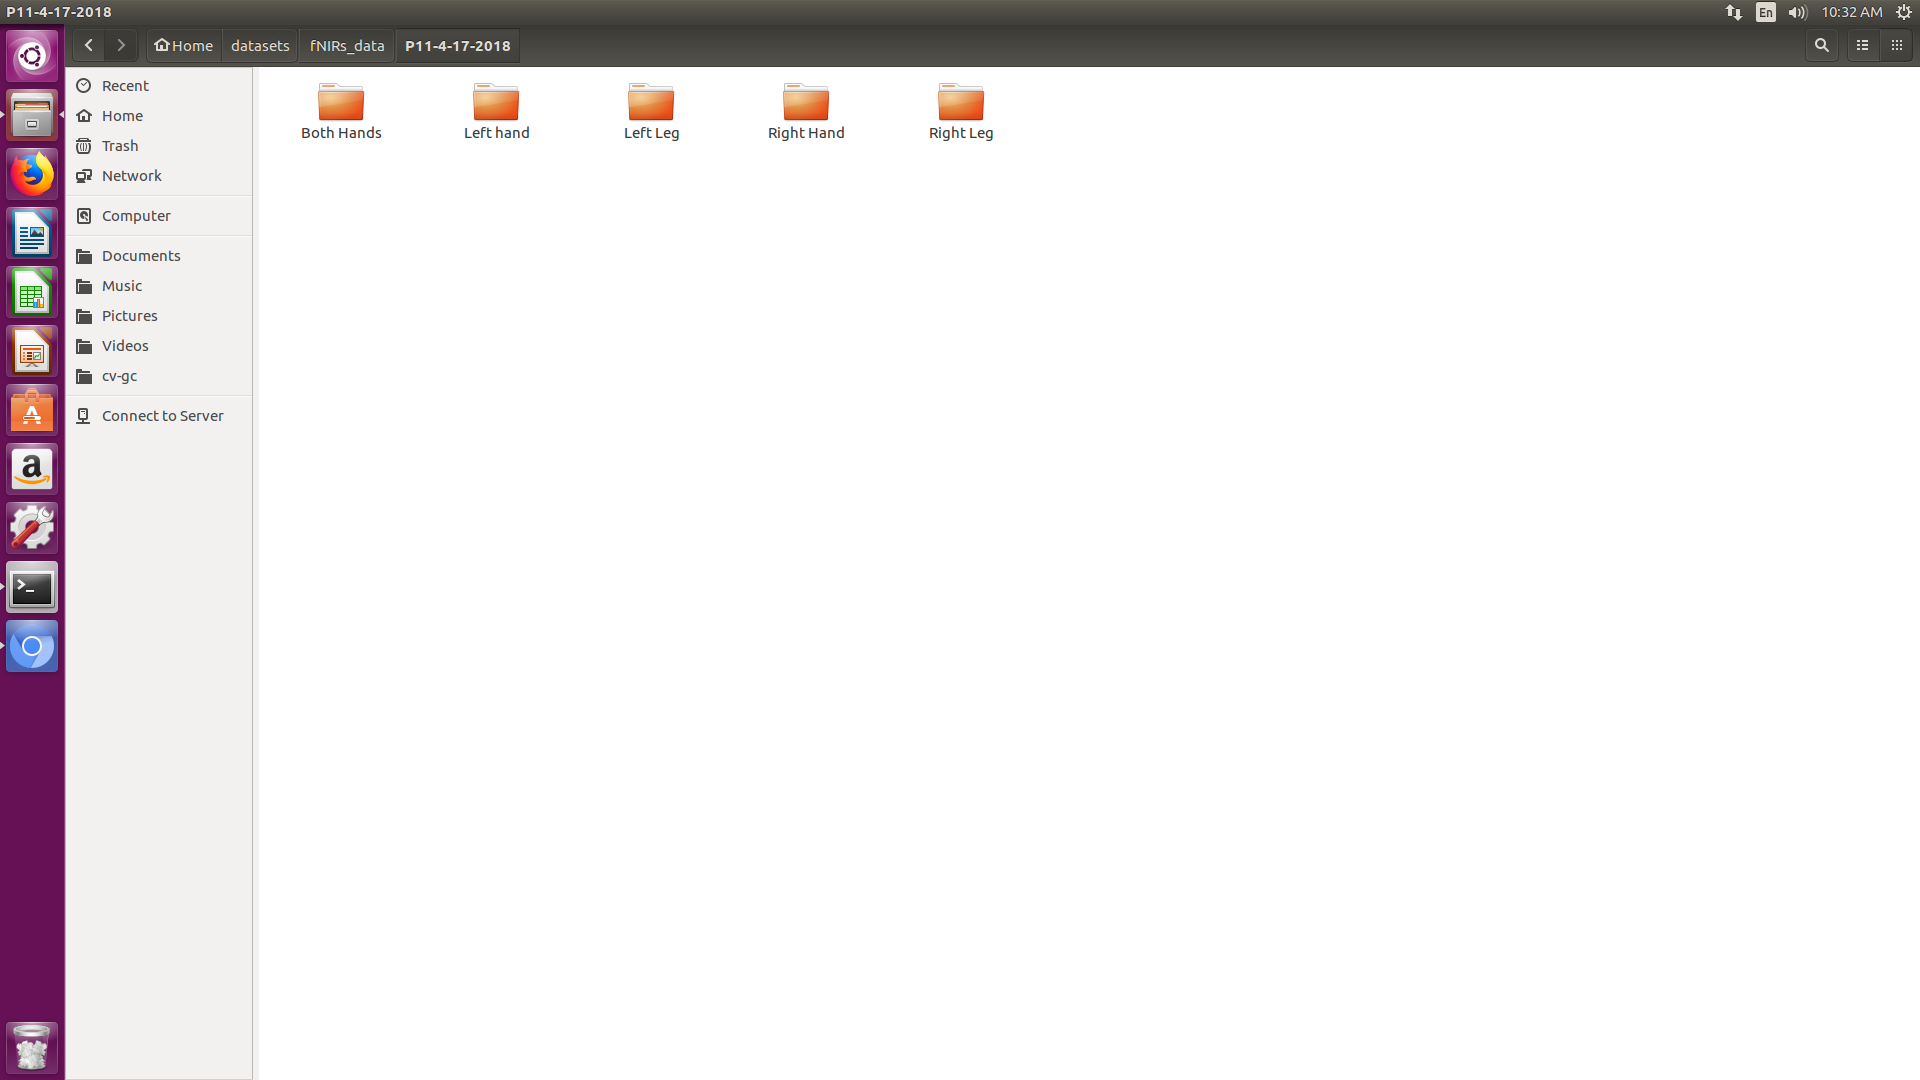 P11-4-17-2018
En
10:32 AM
Home
datasets
fNIRs_data
P11-4-17-2018
Recent
Home
Trash
Network
Computer
Documents
Music
Pictures
Videos
cv-gc
Connect to Server
Both Hands
Left hand
Left Leg
Right Hand
Right Leg